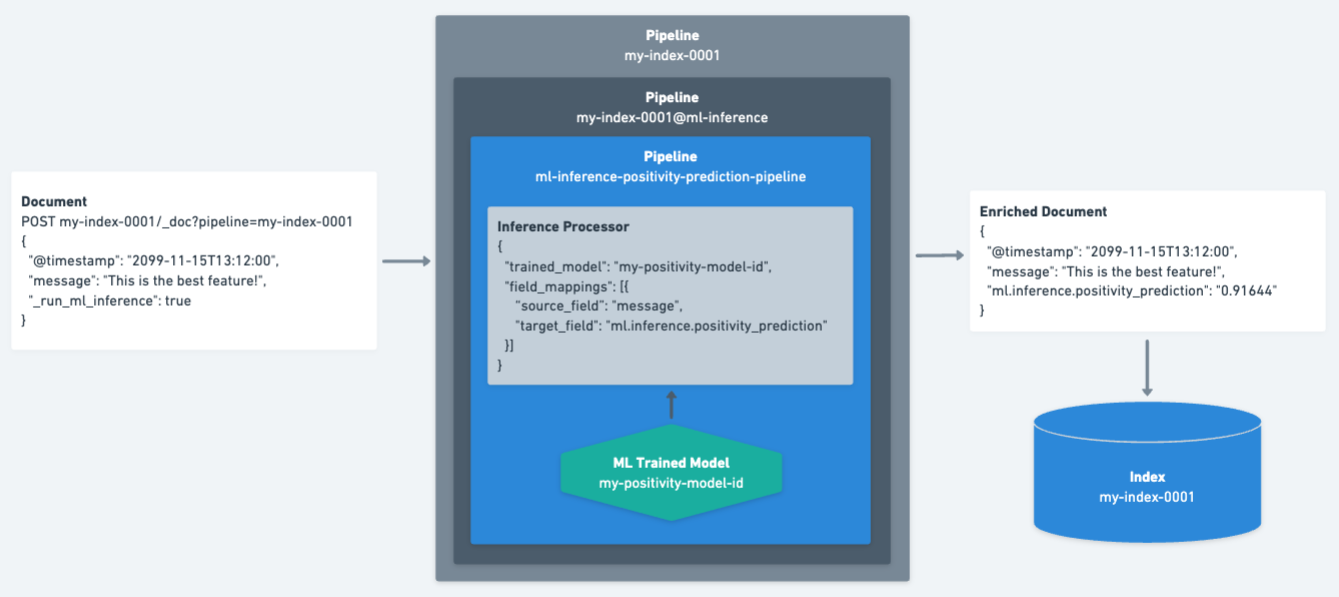 Document
POST my-index-0001/_doc?pipeline=my-index-0001
{
"@timestamp": "2099-11-15T13:12:00",
"message": "This is the best feature!",
"_run_ml_inference": true
}
Pipeline
my-index-0001
Pipeline
my-index-0001@ml-inference
Pipeline
ml-inference-positivity-prediction-pipeline
Inference Processor
{
"trained_model": "my-positivity-model-id",
"field_mappings": [{
"source_field": "message",
"target_field": "ml.inference.positivity_prediction"
}]
}
ML Trained Model
my-positivity-model-id
Enriched Document
{
"@timestamp": "2099-11-15T13:12:00",
"message": "This is the best feature!",
"ml.inference.positivity_prediction": "0.91644"
}
Index
my-index-0001